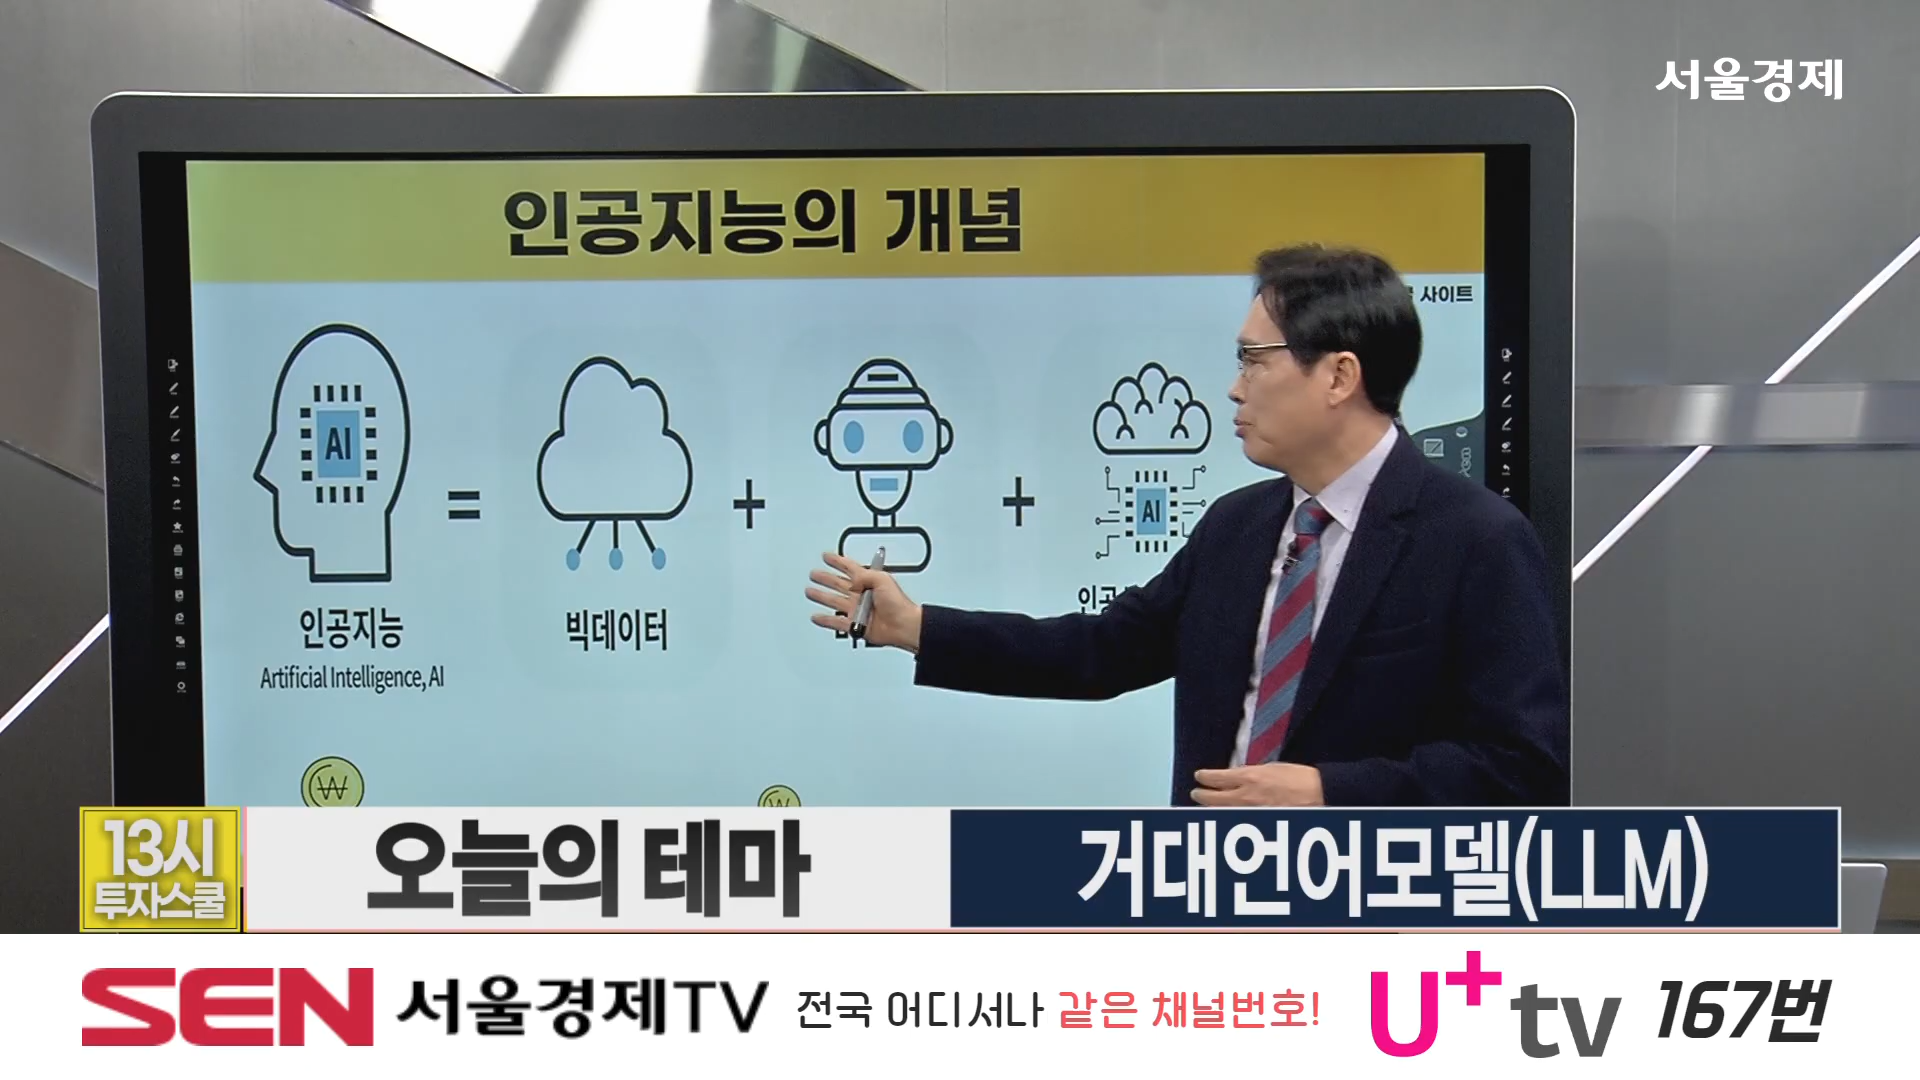 서울경제
인공지능의 개념
사이트
AI
=
+
+
AI
인공지능
Artificial Intelligence, AI
빅데이터
₩
₩
13시
투자스쿨
오늘의 테마
거대언어모델(LLM)
SEN 서울경제TV
전국 어디서나 같은 채널번호!
U+tv 167번